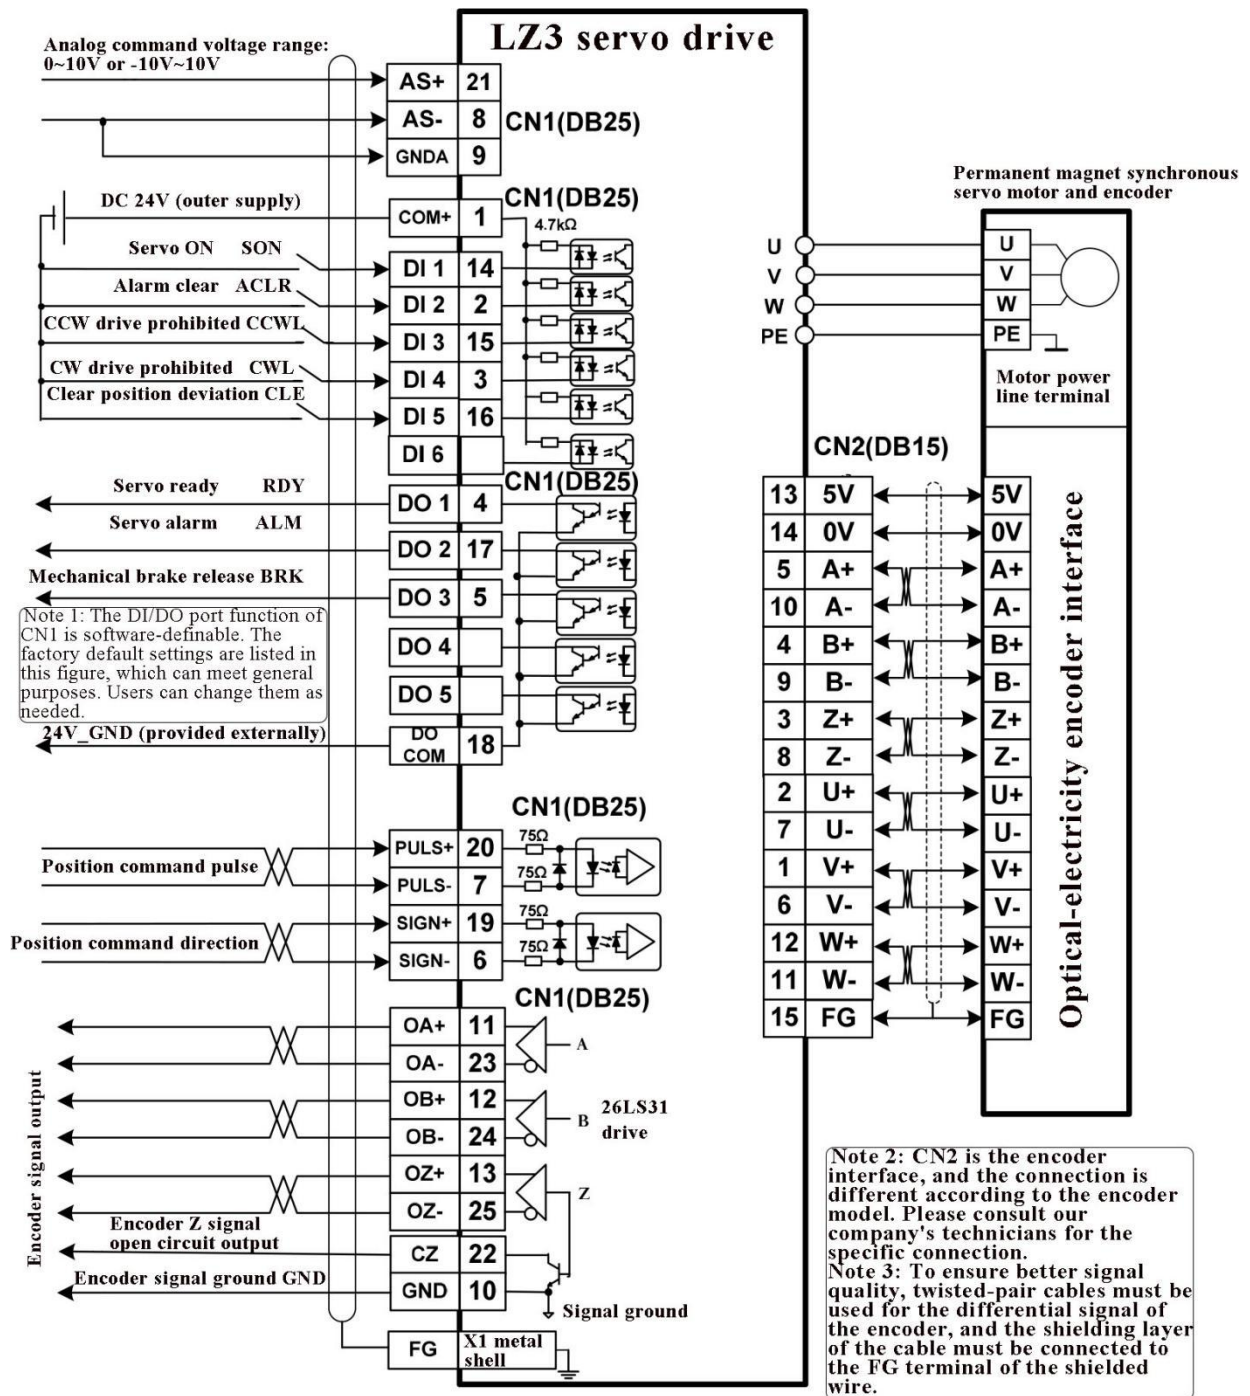 LZ3 servo drive
Analog command voltage range:
0~10V or -10V~10V
AS+ 21
AS- 8
GNDA 9
CN1(DB25)
CN1(DB25)
DC 24V (outer supply)
COM+ 1
4.7kΩ
Servo ON SON
DI 1 14
Alarm clear ACLR
DI 2 2
CCW drive prohibited CCWL
DI 3 15
CW drive prohibited CWL
DI 4 3
Clear position deviation CLE
DI 5 16
DI 6
CN1(DB25)
Servo ready RDY
DO 1 4
Servo alarm ALM
DO 2 17
Mechanical brake release BRK
DO 3 5
Note 1: The DI/DO port function of
CN1 is software-definable. The
factory default settings are listed in
this figure, which can meet general
purposes. Users can change them as
needed.
DO 4
DO 5
24V_GND (provided externally)
DO
COM 18
CN1(DB25)
Position command pulse
PULS+ 20 75Ω
PULS- 7 75Ω
Position command direction
SIGN+ 19 75Ω
SIGN- 6 75Ω
CN1(DB25)
Encoder signal output
OA+ 11
A
OA- 23
OB+ 12
B
26LS31
drive
OB- 24
OZ+ 13
Z
OZ- 25
Encoder Z signal
open circuit output
CZ 22
Encoder signal ground GND
GND 10
Signal ground
FG
X1 metal
shell
Permanent magnet synchronous
servo motor and encoder
U U
V V
W W
PE PE
Motor power
line terminal
CN2(DB15)
13 5V 5V
14 0V 0V
5 A+ A+
10 A- A-
4 B+ B+
9 B- B-
3 Z+ Z+
8 Z- Z-
2 U+ U+
7 U- U-
1 V+ V+
6 V- V-
12 W+ W+
11 W- W-
15 FG FG
Optical-electricity encoder interface
Note 2: CN2 is the encoder
interface, and the connection is
different according to the encoder
model. Please consult our
company's technicians for the
specific connection.
Note 3: To ensure better signal
quality, twisted-pair cables must be
used for the differential signal of
the encoder, and the shielding layer
of the cable must be connected to
the FG terminal of the shielded
wire.